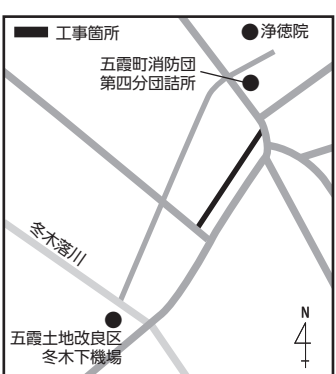 工事箇所
浄徳院
五霞町消防団
第四分団詰所
冬木落川
五霞土地改良区
冬木下機場
N